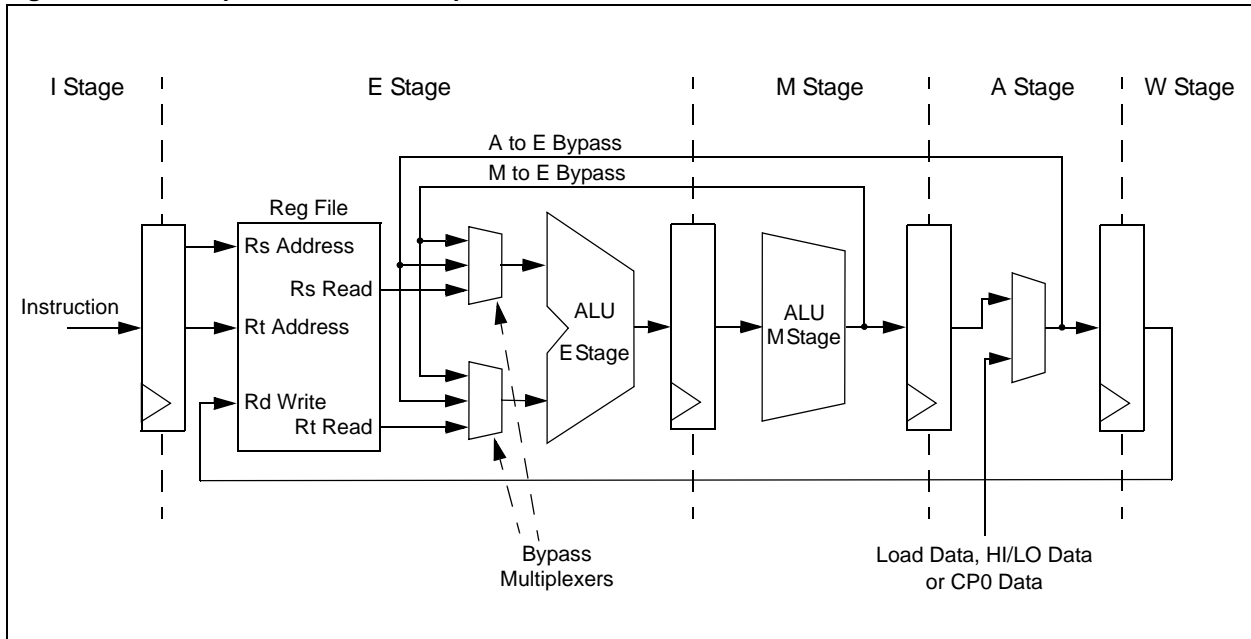 I Stage
E Stage
M Stage
A Stage
W Stage
A to E Bypass
M to E Bypass
Reg File
Rs Address
Rs Read
Instruction
Rt Address
Rd Write
Rt Read
ALU
E Stage
ALU
M Stage
Bypass
Multiplexers
Load Data, HI/LO Data
or CP0 Data